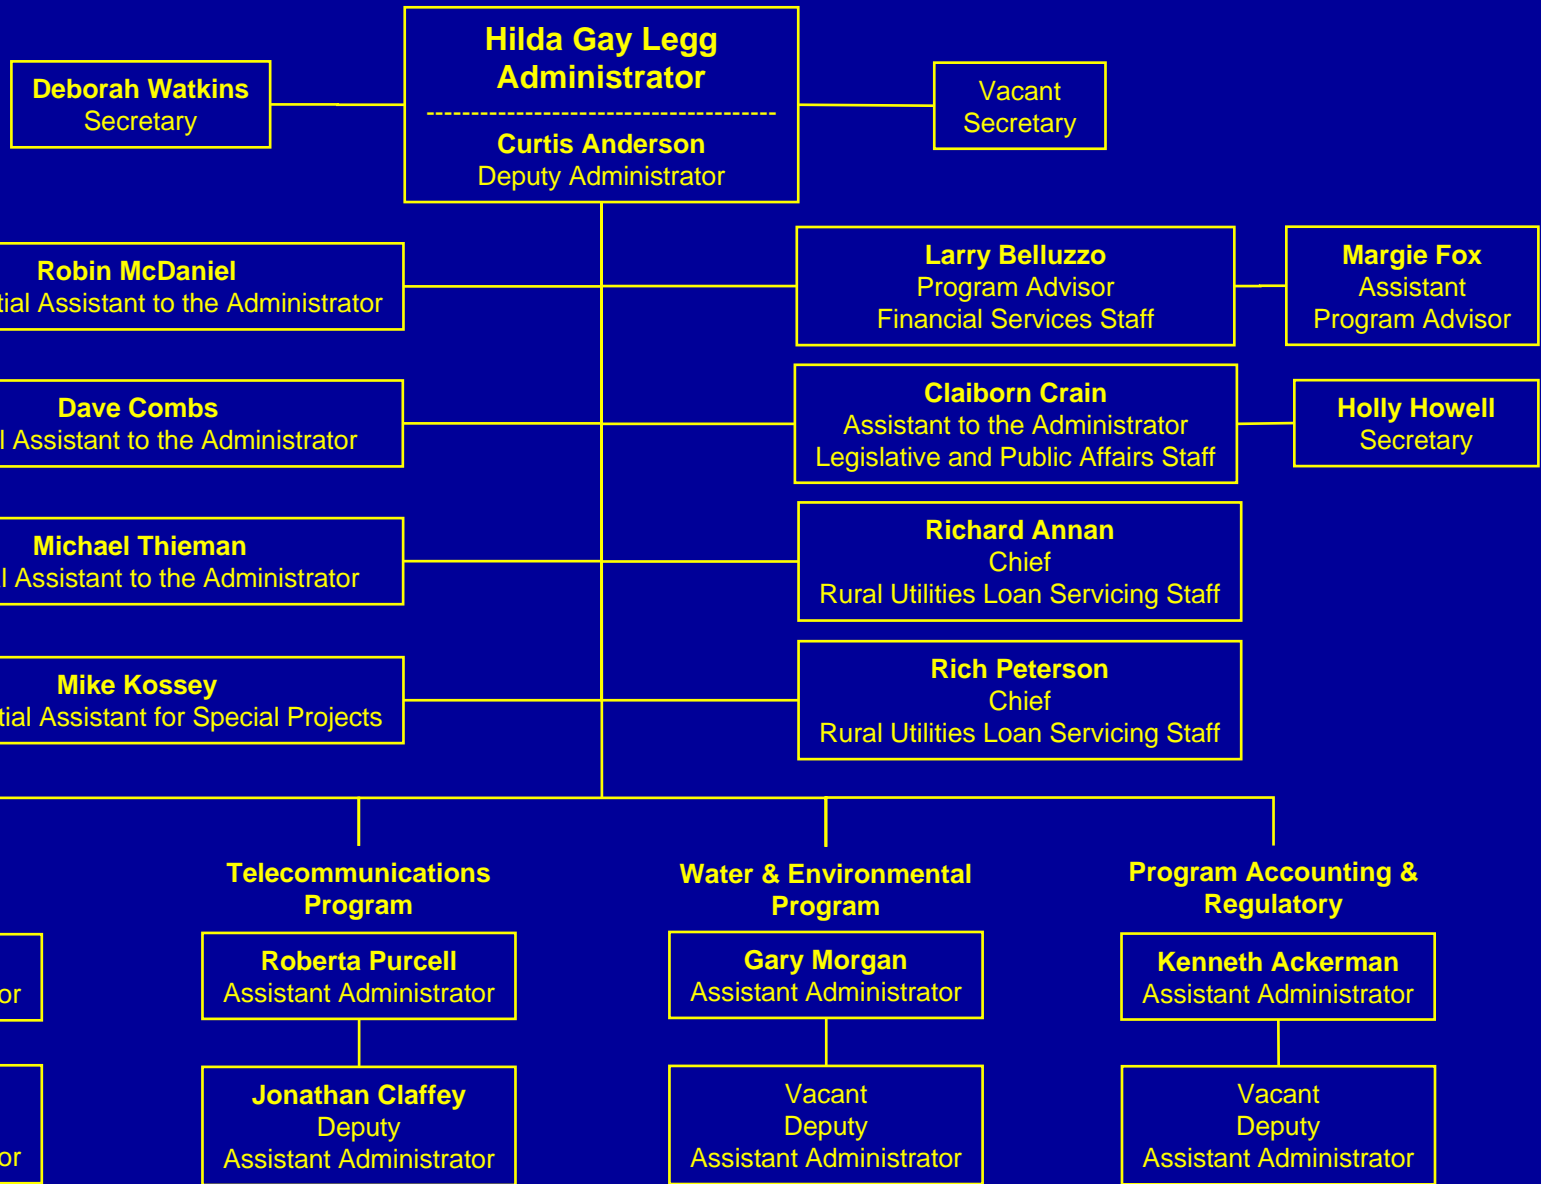 Hilda Gay Legg
Administrator
---------------------------------------
Curtis Anderson
Deputy Administrator
Deborah Watkins
Secretary
Vacant
Secretary
Robin McDaniel
Assistant to the Administrator
Larry Belluzzo
Program Advisor
Financial Services Staff
Margie Fox
Assistant
Program Advisor
Dave Combs
Assistant to the Administrator
Claiborn Crain
Assistant to the Administrator
Legislative and Public Affairs Staff
Holly Howell
Secretary
Michael Thieman
Assistant to the Administrator
Richard Annan
Chief
Rural Utilities Loan Servicing Staff
Mike Kossey
Assistant for Special Projects
Rich Peterson
Chief
Rural Utilities Loan Servicing Staff
Telecommunications
Program
Roberta Purcell
Assistant Administrator
Jonathan Claffey
Deputy
Assistant Administrator
Water & Environmental
Program
Gary Morgan
Assistant Administrator
Vacant
Deputy
Assistant Administrator
Program Accounting &
Regulatory
Kenneth Ackerman
Assistant Administrator
Vacant
Deputy
Assistant Administrator